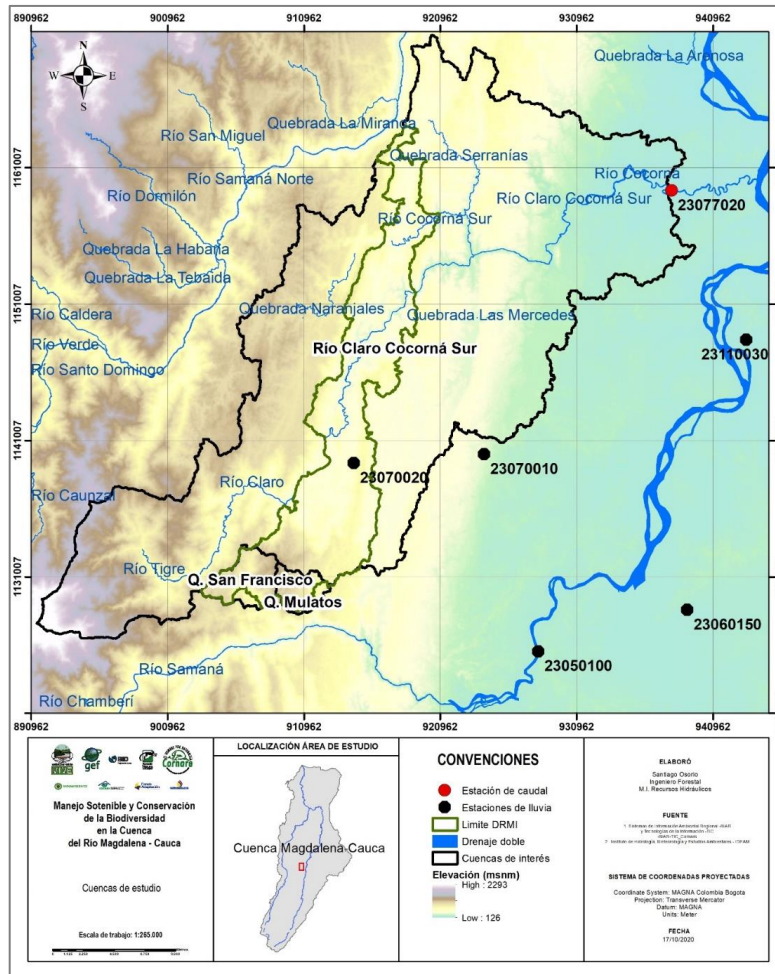 890962 900962 910962 920962 930962 940962
N
W E
S
Quebrada La Arenosa
Quebrada La Miranda
Río San Miguel
Quebrada Serranías
1161007 1161007
Río Samaná Norte
Río Cocorna
Río Dormilón
Río Claro Cocorná Sur
23077020
Río Cocorná Sur
Quebrada La Habana
Quebrada La Tebaida
1151007 1151007
Río Caldera
Quebrada Naranjales
Quebrada Las Mercedes
Río Verde
Río Claro Cocorná Sur
23110030
Río Santo Domingo
1141007 1141007
23070020
23070010
Río Claro
Río Caunzal
1131007 1131007
Río Tigre
Q. San Francisco
Q. Mulatos
23060150
23050100
Río Samaná
Río Chamberí
890962 900962 910962 920962 930962 940962
gef
Cornare
Manejo Sotenible y Conservación
de la Biodiversidad
en la Cuenca
del Río Magdalena - Cauca
Cuencas de estudio
Escala de trabajo: 1:265.000
LOCALIZACIÓN ÁREA DE ESTUDIO
Cuenca Magdalena-Cauca
CONVENCIONES
Estación de caudal
Estaciones de lluvia
Limite DRMI
Drenaje doble
Cuencas de interés
Elevación (msnm)
High : 2293
Low : 126
ELABORÓ
Santiago Osorio
Ingeniero Forestal
M.I. Recursos Hidráulicos
FUENTE
SISTEMA DE COORDENADAS PROYECTADAS
Coordinate System: MAGNA Colombia Bogota
Projection: Transverse Mercator
Datum: MAGNA
Units: Meter
FECHA
17/10/2020